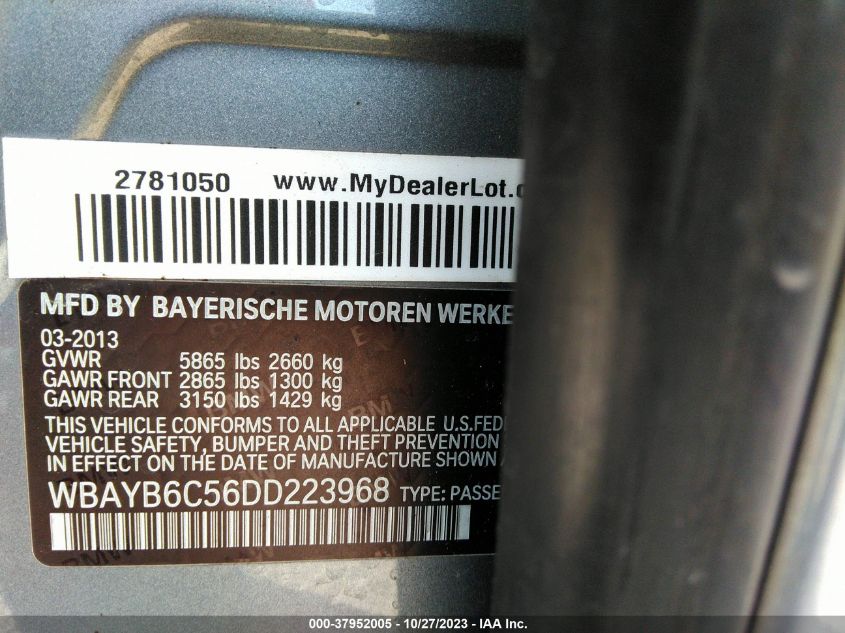 2781050 www.MyDealerLot.
MFD BY BAYERISCHE MOTOREN WERKE
03-2013
GVWR 5865 lbs 2660 kg
GAWR FRONT 2865 lbs 1300 kg
GAWR REAR 3150 lbs 1429 kg
THIS VEHICLE CONFORMS TO ALL APPLICABLE U.S.FED
VEHICLE SAFETY, BUMPER AND THEFT PREVENTION
IN EFFECT ON THE DATE OF MANUFACTURE SHOWN
WBAYB6C56DD223968 TYPE: PASSE
000-37952005 | 10/27/2023 | IAA Inc.